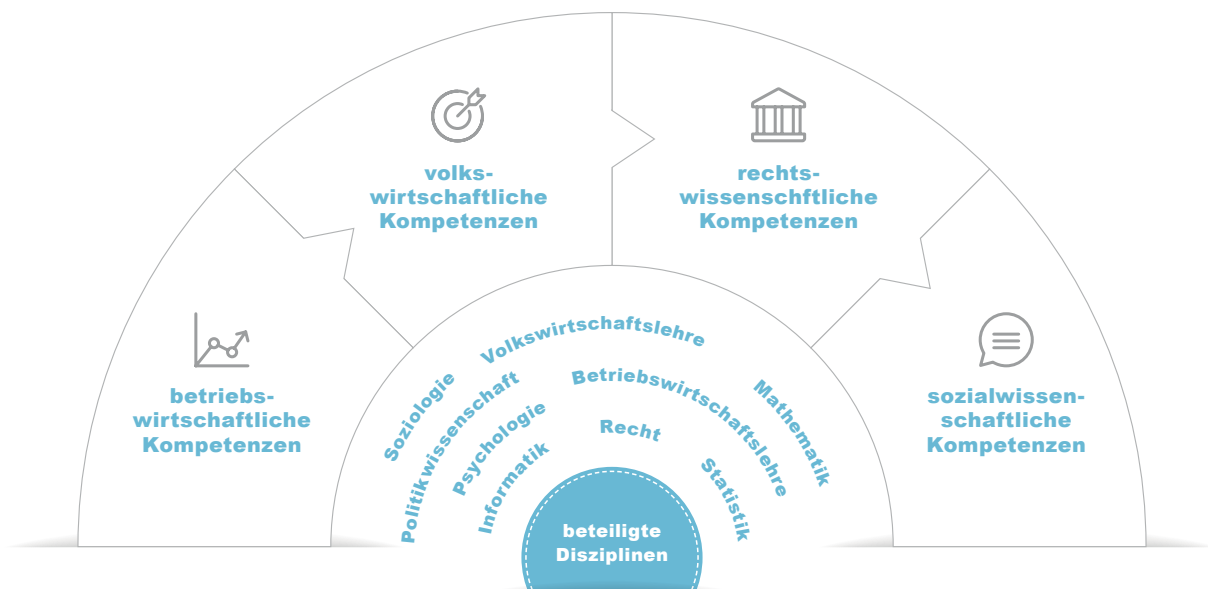 volks-
wirtschaftliche
Kompetenzen
rechts-
wissenschftliche
Kompetenzen
betriebs-
wirtschaftliche
Kompetenzen
sozialwissen-
schaftliche
Kompetenzen
Volkswirtschaftslehre
Soziologie
Politikwissenschaft
Betriebswirtschaftslehre
Mathematik
Psychologie
Recht
Informatik
Statistik
beteiligte
Disziplinen